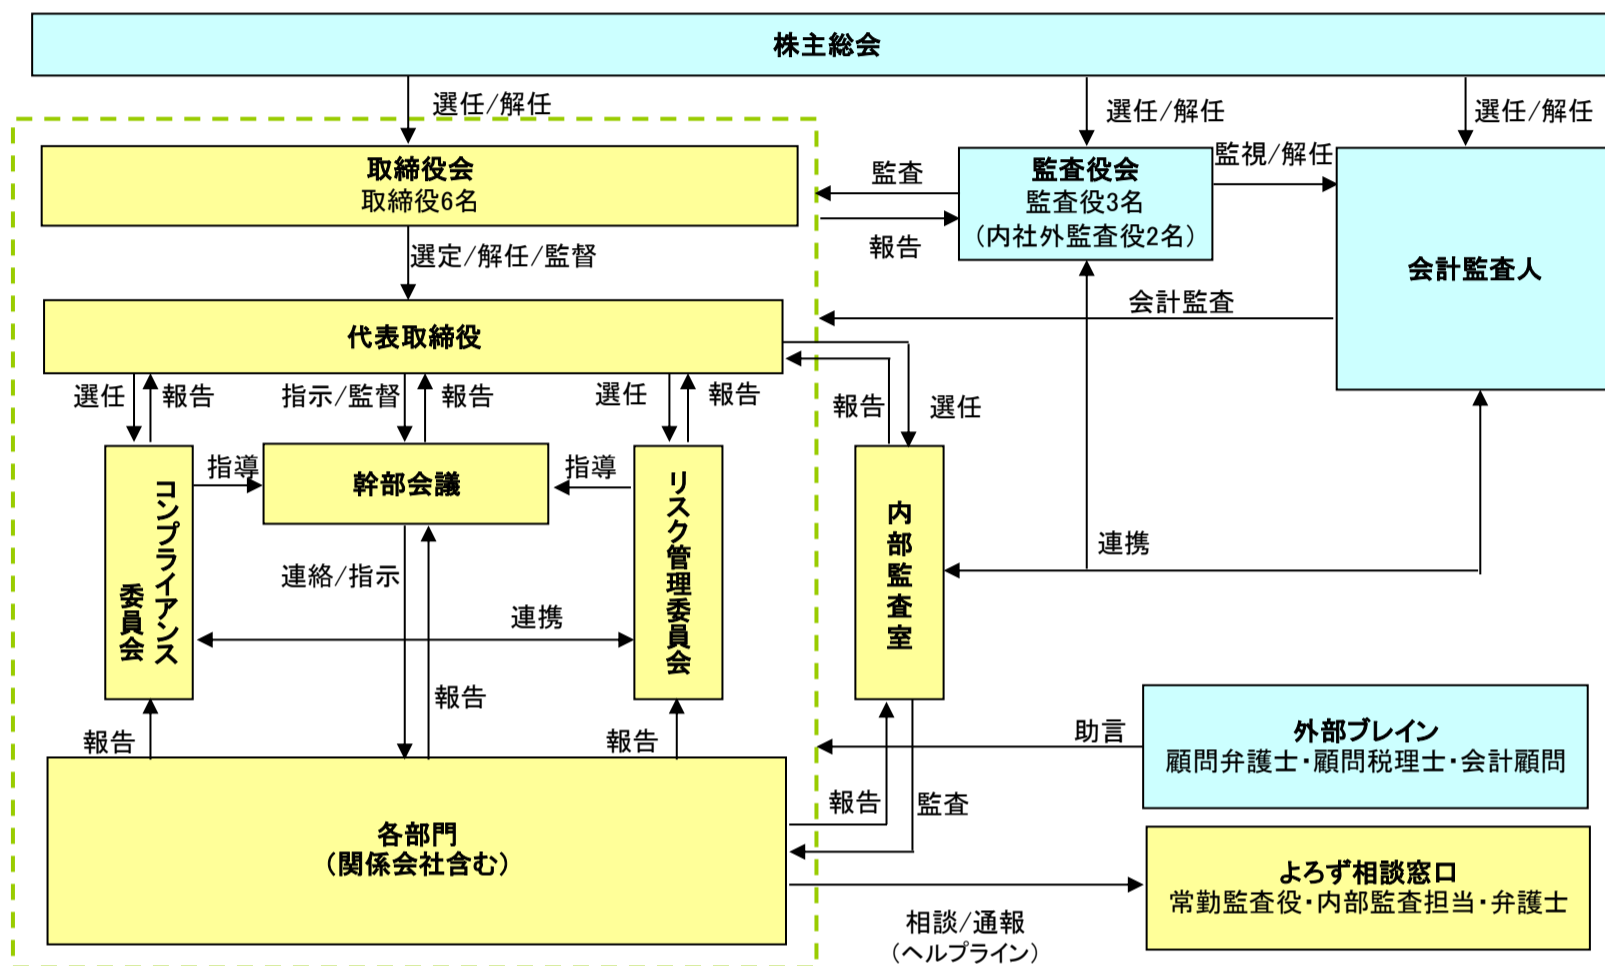 株主総会
選任/解任
選任/解任
選任/解任
取締役会
取締役6名
監査
報告
監査役会
監査役3名
（内社外監査役2名）
監視/解任
会計監査人
選定/解任/監督
会計監査
代表取締役
選任
報告
指示/監督
報告
選任
報告
報告
選任
コンプライアンス
委員会
指導
幹部会議
指導
リスク管理委員会
内部監査室
連携
連絡/指示
連携
報告
報告
報告
助言
外部ブレイン
顧問弁護士・顧問税理士・会計顧問
報告
監査
各部門
（関係会社含む）
よろず相談窓口
常勤監査役・内部監査担当・弁護士
相談/通報
（ヘルプライン）